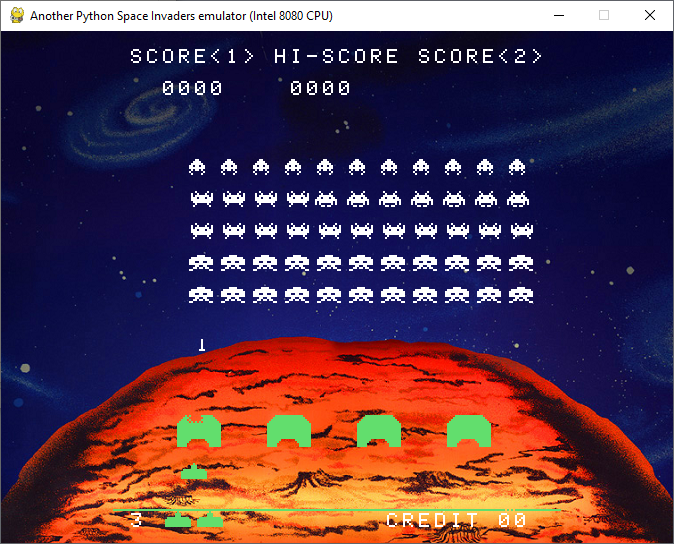 Another Python Space Invaders emulator (Intel 8080 CPU)
SCORE<1> HI-SCORE SCORE<2>
0000 0000
3 CREDIT 00